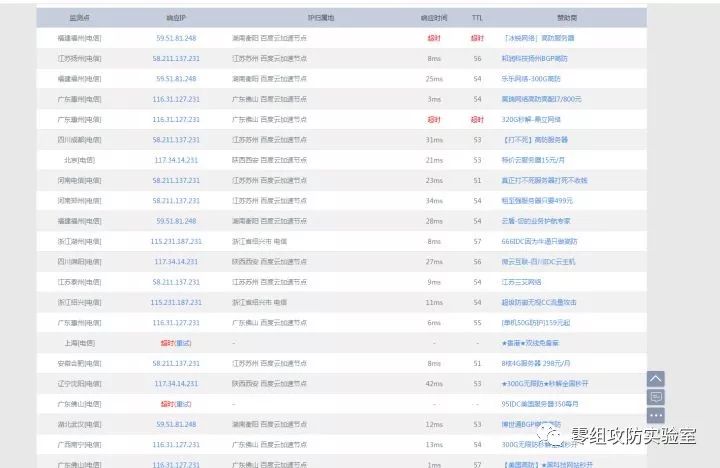 监测点 响应IP IP归属地 响应时间 TTL 赞助商
福建福州[电信] 59.51.81.248 湖南衡阳 百度云加速节点 超时 超时 「冰锐网络」高防服务器
江苏扬州[电信] 58.211.137.231 江苏苏州 百度云加速节点 8ms 56 和润科技扬州BGP高防
福建福州[电信] 59.51.81.248 湖南衡阳 百度云加速节点 25ms 54 乐乐网络-300G高防
广东惠州[电信] 116.31.127.231 广东佛山 百度云加速节点 3ms 54 网络高防高配I7/800元
广东惠州[电信] 116.31.127.231 广东佛山 百度云加速节点 超时 超时 320G秒解-鼎立网络
四川成都[电信] 58.211.137.231 江苏苏州 百度云加速节点 31ms 53 【打不死】高防服务器
北京[电信] 117.34.14.231 陕西西安 百度云加速节点 21ms 53 特价云服务器15元/月
河南电信[电信] 58.211.137.231 江苏苏州 百度云加速节点 23ms 51 真正打不死服务器打死不收钱
河南郑州[电信] 58.211.137.231 江苏苏州 百度云加速节点 34ms 54 租至强服务器只要499元
福建福州[电信] 59.51.81.248 湖南衡阳 百度云加速节点 28ms 54 云盾-您的业务护航专家
浙江湖州[电信] 115.231.187.231 浙江省绍兴市 电信 8ms 57 666IDC因为牛逼只做高防
四川绵阳[电信] 117.34.14.231 陕西西安 百度云加速节点 27ms 56 微云互联-四川IDC云主机
江苏泰州[电信] 58.211.137.231 江苏苏州 百度云加速节点 9ms 54 江苏三艾网络
浙江绍兴[电信] 115.231.187.231 浙江省绍兴市 电信 11ms 54 超级防御无视CC流量攻击
广东惠州[电信] 116.31.127.231 广东佛山 百度云加速节点 6ms 55 (单机50G防护)159元起
上海[电信] 超时(重试) - - - ★香港★双线免备案
安徽合肥[电信] 58.211.137.231 江苏苏州 百度云加速节点 8ms 51 8核4G服务器 298元/月
辽宁沈阳[电信] 117.34.14.231 陕西西安 百度云加速节点 42ms 53 ★300G无限防★秒解全国秒开
广东佛山[电信] 超时(重试) - - - 95IDC美国服务器350每月
湖北武汉[电信] 59.51.81.248 湖南衡阳 百度云加速节点 12ms 53 博世通BGP
广西南宁[电信] 116.31.127.231 广东佛山 百度云加速节点 13ms 54 300G无限防秒解全国秒开
广东佛山[电信] 116.31.127.231 广东佛山 百度云加速节点 1ms 57 【美国高防】★黑科技网站秒开
零组攻防实验室